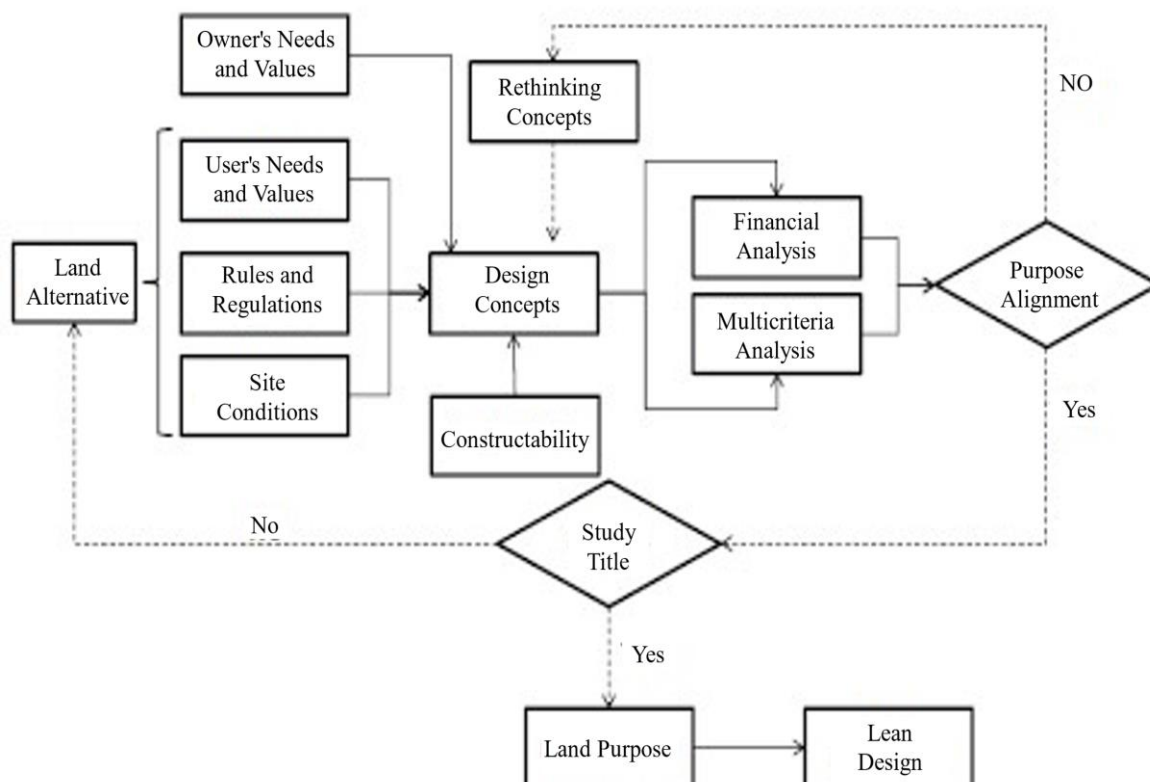 Owner's Needs
and Values
Rethinking
Concepts
NO
User's Needs
and Values
Land
Alternative
Rules and
Regulations
Design
Concepts
Financial
Analysis
Purpose
Alignment
Multicriteria
Analysis
Site
Conditions
Constructability
Yes
No
Study
Title
Yes
Land Purpose
Lean
Design